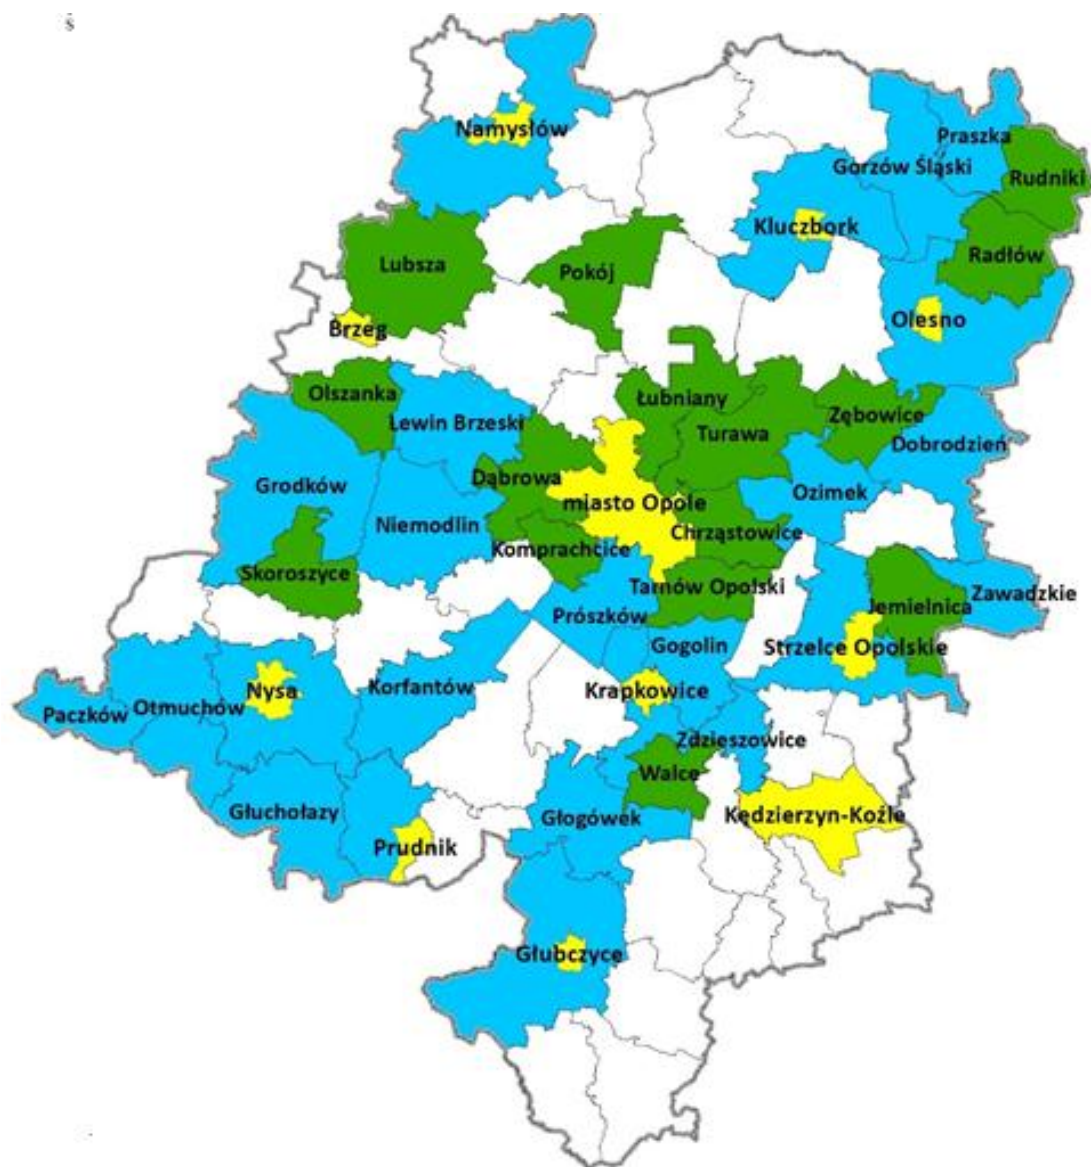 ś
Namysłów
Praszka
Gorzów Śląski
Rudniki
Kluczbork
Radłów
Lubsza
Pokój
Brzeg
Olesno
Olszanka
Łubniany
Zębowice
Lewin Brzeski
Turawa
Dobrodzień
Dąbrowa
Grodków
Ozimek
miasto Opole
Niemodlin
Chrząstowice
Komprachcice
Skoroszyce
Tarnów Opolski
Zawadzkie
Jemielnica
Prószków
Gogolin
Strzelce Opolskie
Nysa
Korfantów
Krapkowice
Otmuchów
Paczków
Zdzieszowice
Walce
Głuchołazy
Głogówek
Kędzierzyn-Koźle
Prudnik
Głubczyce